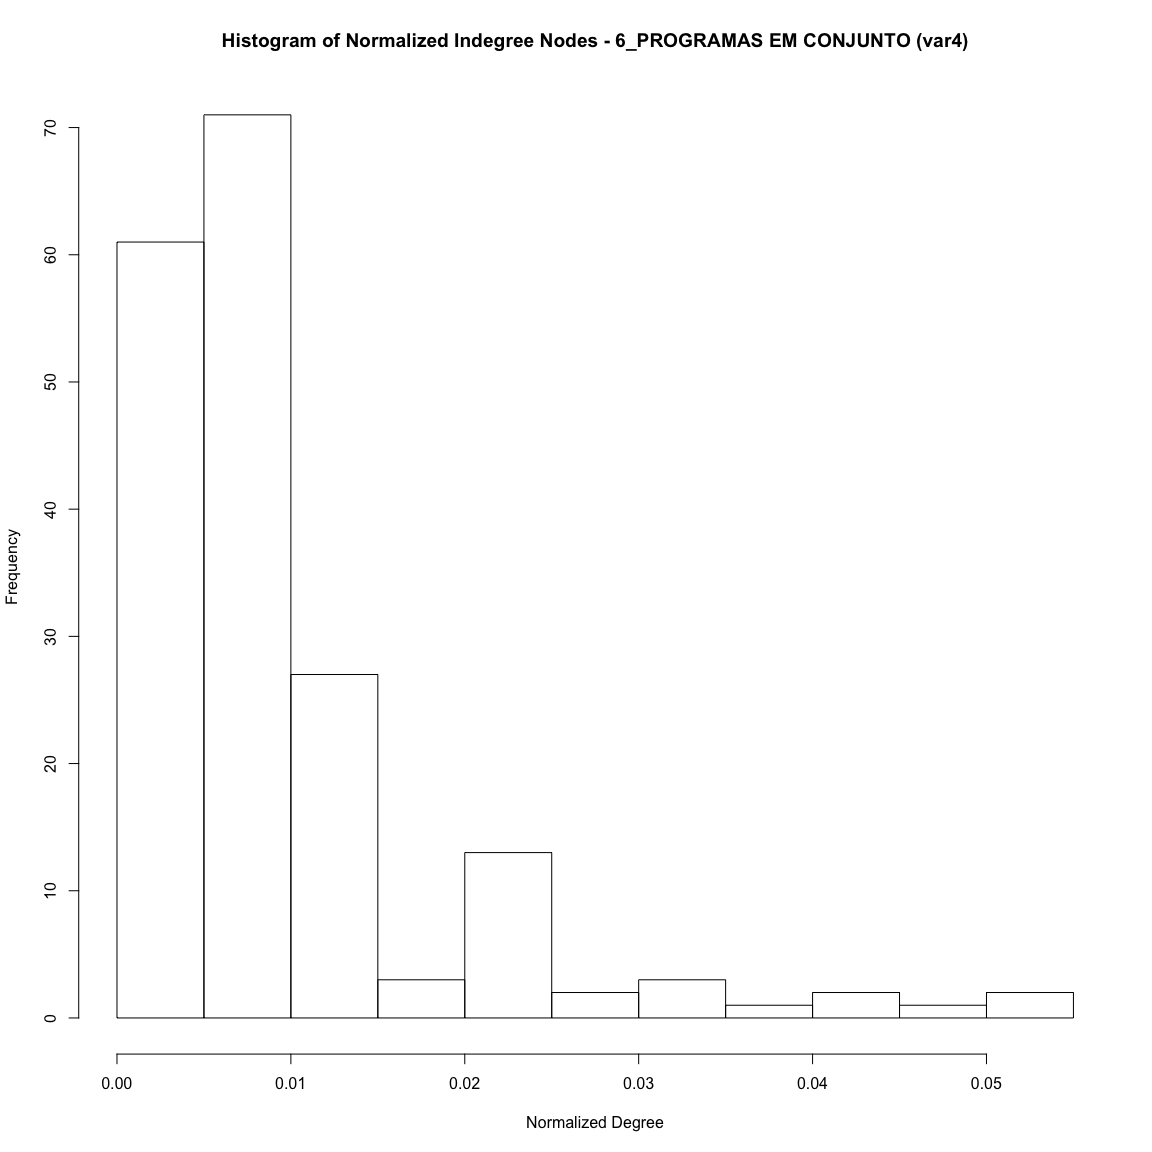 Histogram of Normalized Indegree Nodes - 6_PROGRAMAS EM CONJUNTO (var4)
70
60
50
40
30
20
10
0
Frequency
0.00 0.01 0.02 0.03 0.04 0.05
Normalized Degree